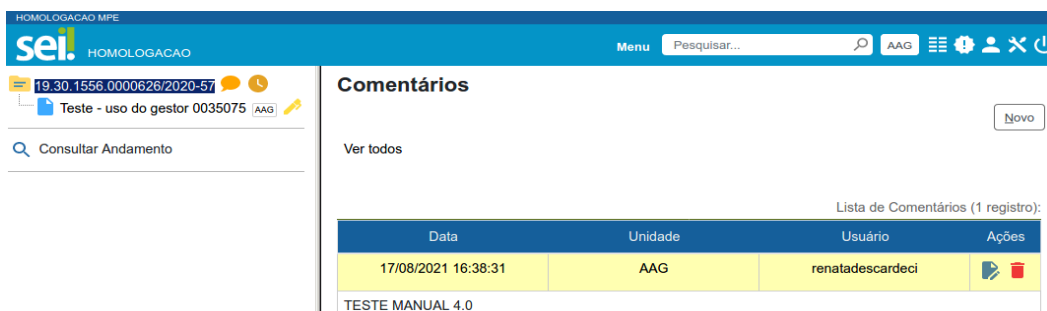 HOMOLOGACAO MPE
sei! HOMOLOGACAO
Menu Pesquisar... AAG
19.30.1556.0000626/2020-57
Teste - uso do gestor 0035075 AAG
Consultar Andamento
Comentários
Novo
Ver todos
Lista de Comentários (1 registro):
Data Unidade Usuário Ações
17/08/2021 16:38:31 AAG renatadescardeci
TESTE MANUAL 4.0